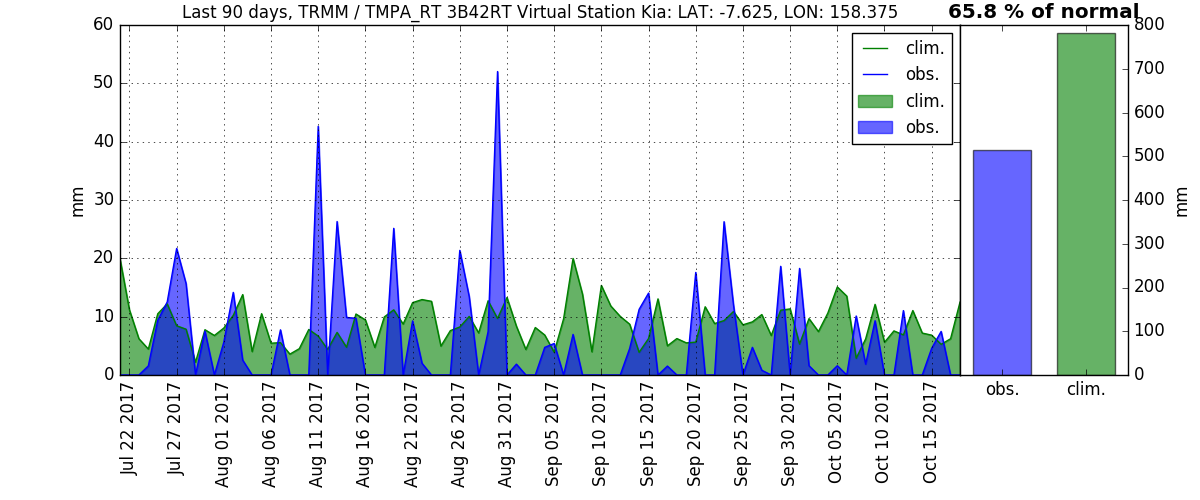 Last 90 days, TRMM / TMPA_RT 3B42RT Virtual Station Kia: LAT: -7.625, LON: 158.375
65.8 % of normal
60
50
40
30
20
10
0
mm
clim.
obs.
clim.
obs.
800
700
600
500
400
300
200
100
0
mm
Jul 22 2017
Jul 27 2017
Aug 01 2017
Aug 06 2017
Aug 11 2017
Aug 16 2017
Aug 21 2017
Aug 26 2017
Aug 31 2017
Sep 05 2017
Sep 10 2017
Sep 15 2017
Sep 20 2017
Sep 25 2017
Sep 30 2017
Oct 05 2017
Oct 10 2017
Oct 15 2017
obs.
clim.